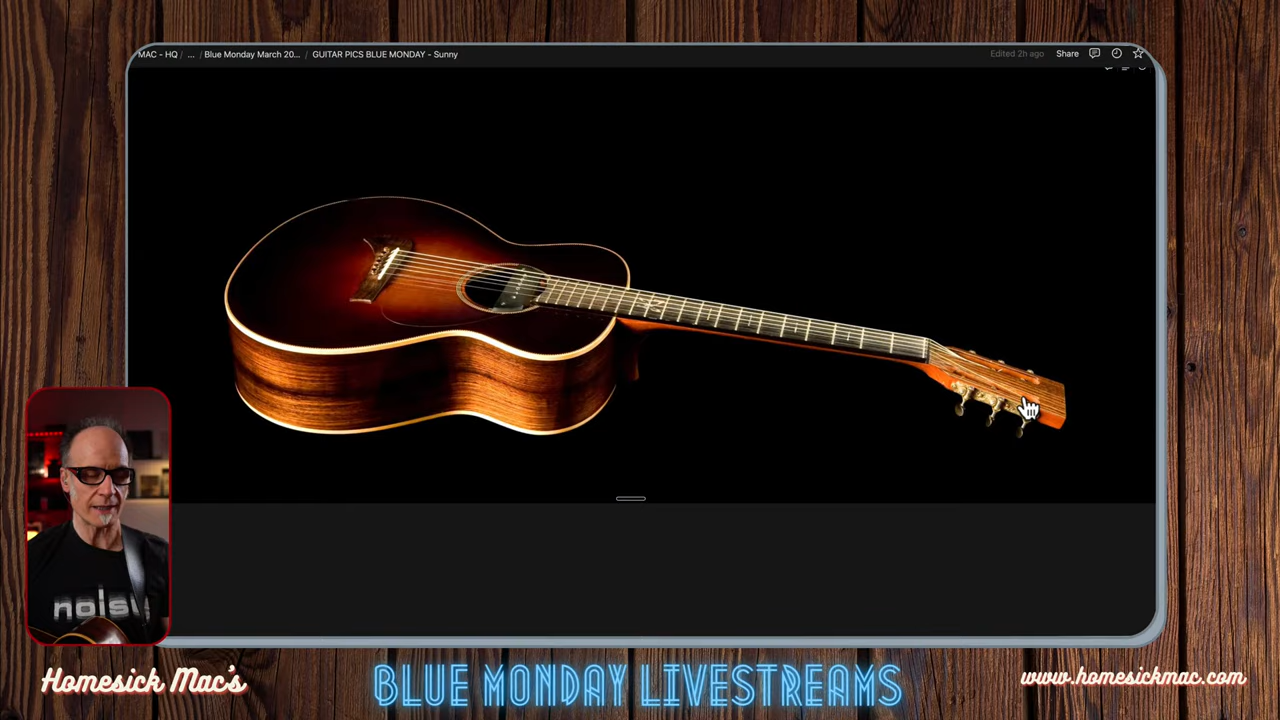 MAC - HQ / ... / Blue Monday March 20... / GUITAR PICS BLUE MONDAY - Sunny
Edited 2h ago Share
noise
Homesick Mac's
BLUE MONDAY LIVESTREAMS
www.homesickmac.com